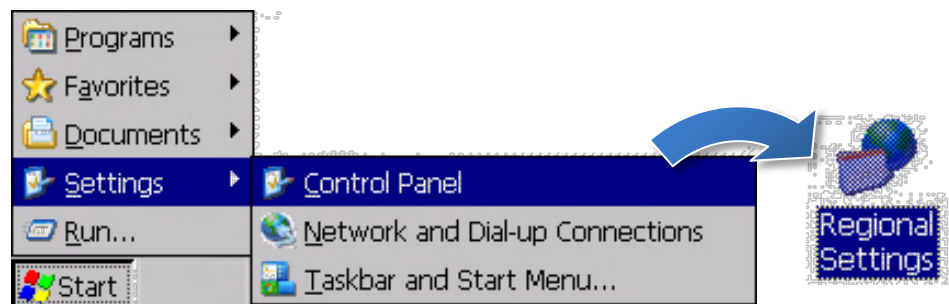 Programs
Favorites
Documents
Settings
Run...
Start
Control Panel
Network and Dial-up Connections
Taskbar and Start Menu...
Regional
Settings